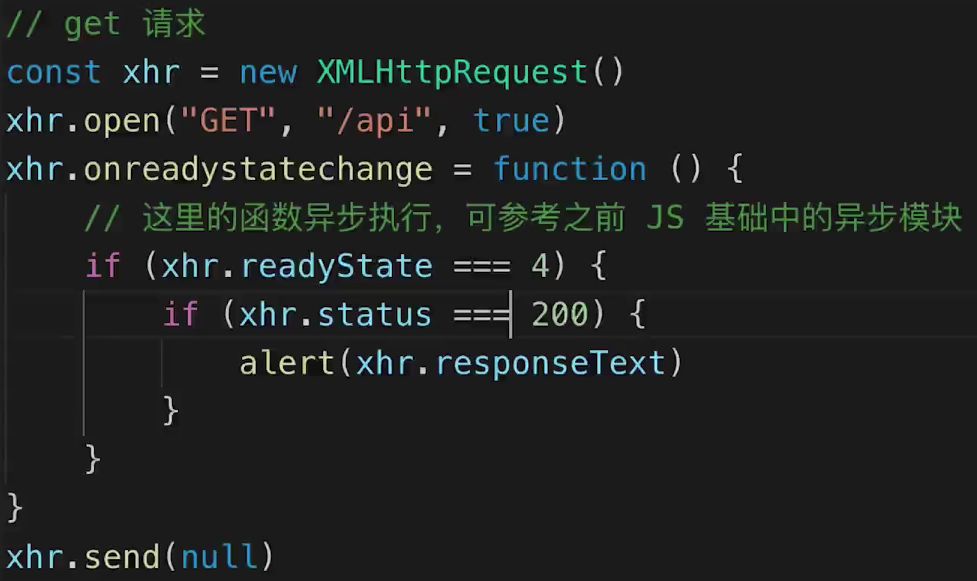 // get 请求
const xhr = new XMLHttpRequest()
xhr.open("GET", "/api", true)
xhr.onreadystatechange = function () {
    // 这里的函数异步执行，可参考之前 JS 基础中的异步模块
    if (xhr.readyState === 4) {
        if (xhr.status === 200) {
            alert(xhr.responseText)
        }
    }
}
xhr.send(null)